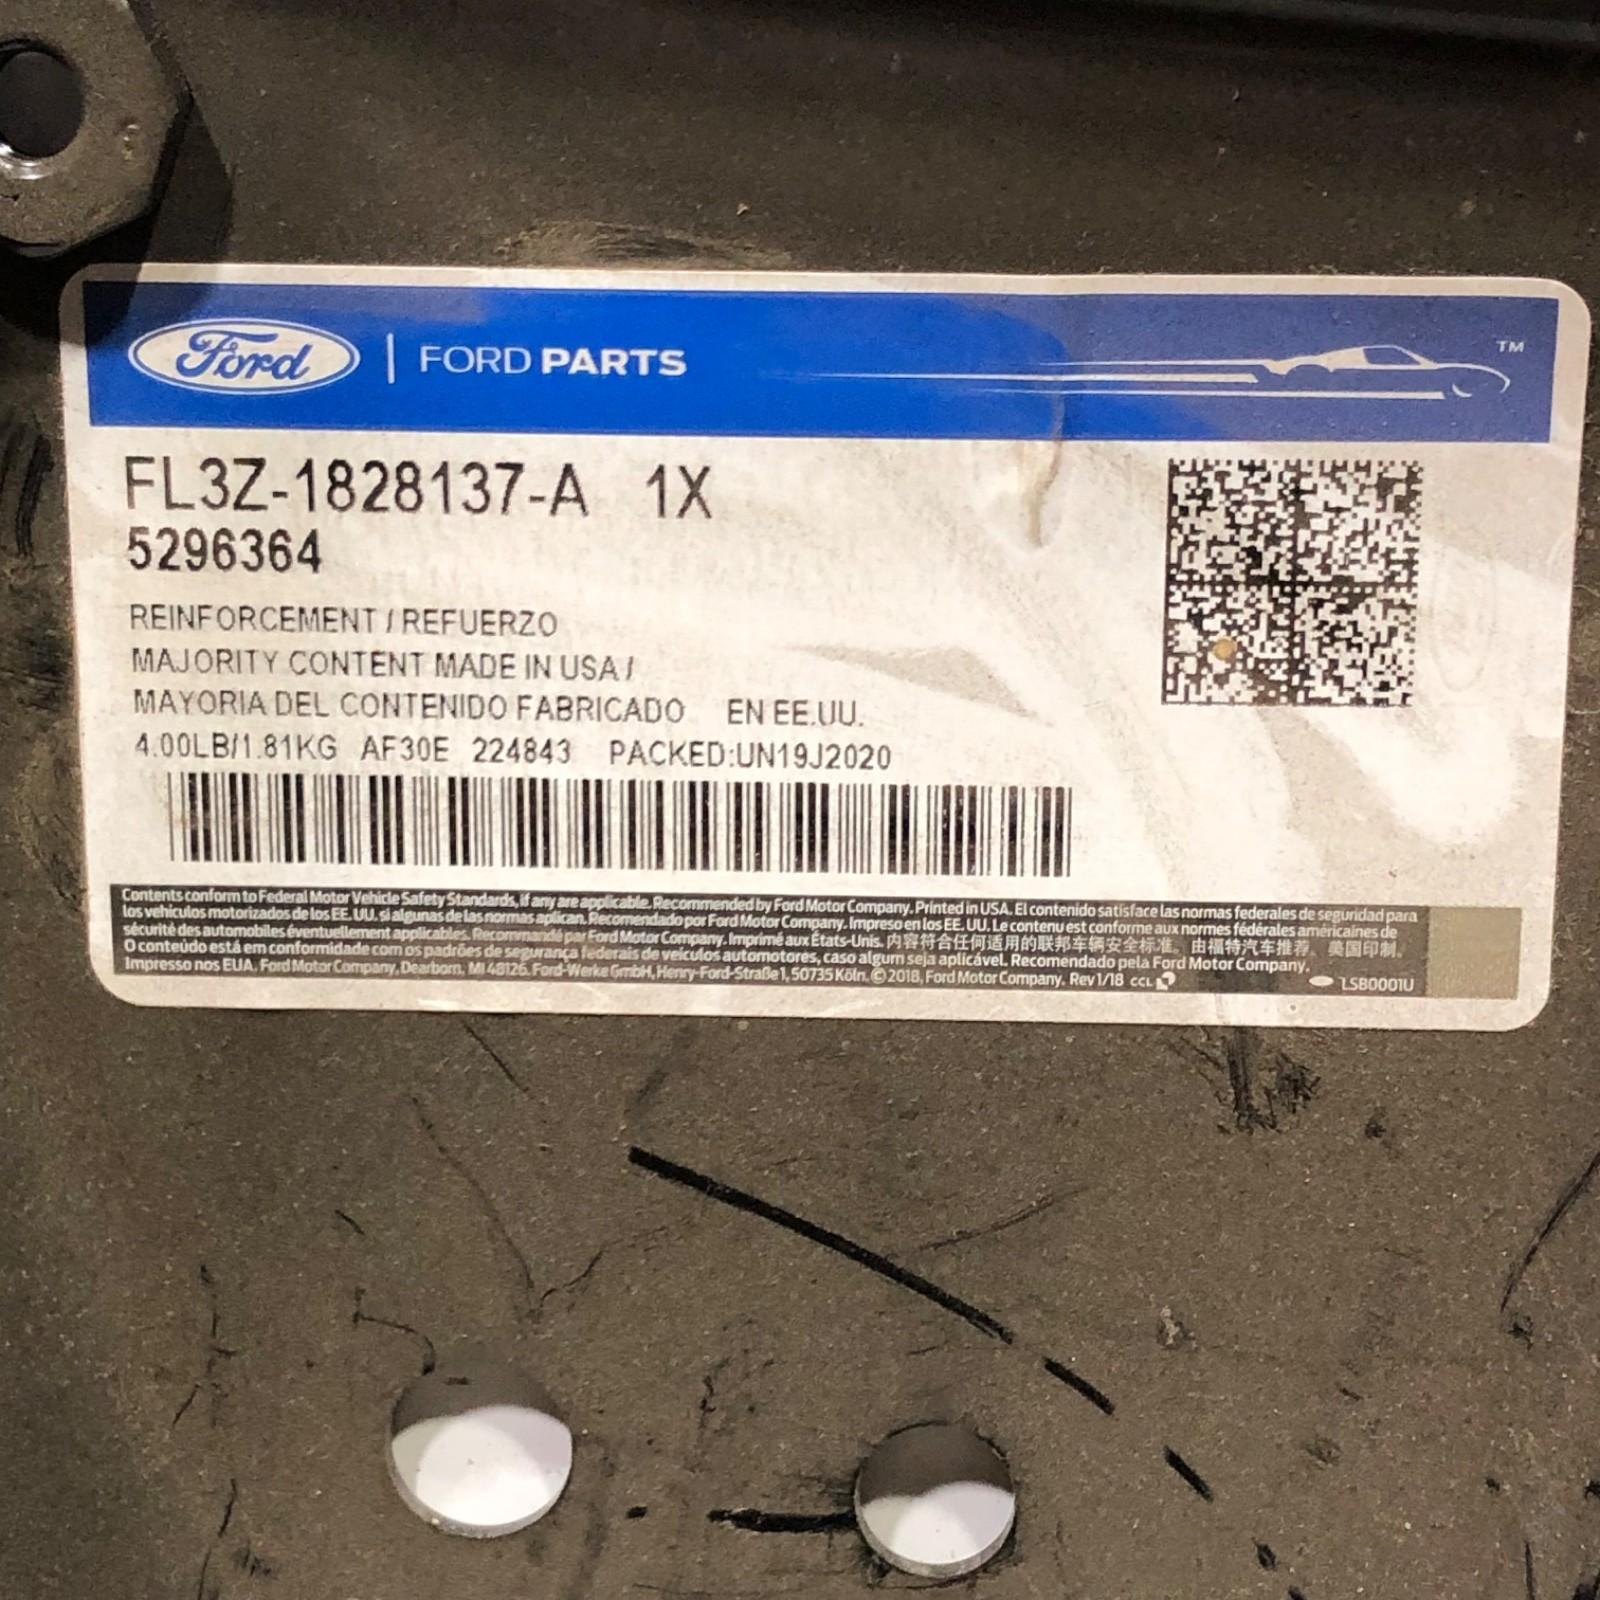 Ford | FORD PARTS TM
FL3Z-1828137-A 1X
5296364
REINFORCEMENT / REFUERZO
MAJORITY CONTENT MADE IN USA /
MAYORIA DEL CONTENIDO FABRICADO EN EE.UU.
4.00LB/1.81KG AF30E 224843 PACKED:UN19J2020
Contents conform to Federal Motor Vehicle Safety Standards, if any are applicable. Recommended by Ford Motor Company. Printed in USA. El contenido satisface las normas federales de seguridad para
los vehículos motorizados de los EE. UU. si algunas de las normas aplican. Recomendado por Ford Motor Company. Impreso en los EE. UU. Le contenu est conforme aux normes fédérales américaines de
sécurité des automobiles éventuellement applicables. Recommandé par Ford Motor Company. Imprimé aux États-Unis. 内容符合任何适用的联邦车辆安全标准。由福特汽车推荐。美国印制。
O conteúdo está em conformidade com os padrões de segurança federais de veículos automotores, caso algum seja aplicável. Recomendado pela Ford Motor Company.
Impresso nos EUA. Ford Motor Company, Dearborn, MI 48126. Ford-Werke GmbH, Henry-Ford-Straße 1, 50735 Köln. © 2018, Ford Motor Company. Rev 1/18 CCL LSB0001U